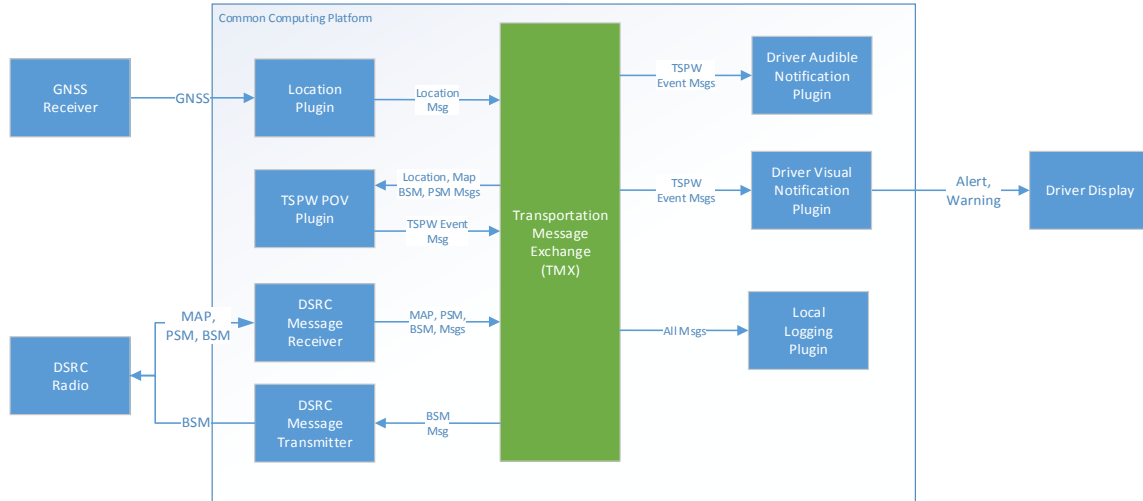 Common Computing Platform
GNSS
Receiver
GNSS
Location
Plugin
Location
Msg
TSPW
Event Msgs
Driver Audible
Notification
Plugin
TSPW POV
Plugin
Location, Map
BSM, PSM Msgs
TSPW Event
Msg
Transportation
Message
Exchange
(TMX)
TSPW
Event Msgs
Driver Visual
Notification
Plugin
Alert,
Warning
Driver Display
DSRC
Radio
MAP,
PSM, BSM
DSRC
Message
Receiver
MAP, PSM,
BSM, Msgs
All Msgs
Local
Logging
Plugin
BSM
DSRC
Message
Transmitter
BSM
Msg